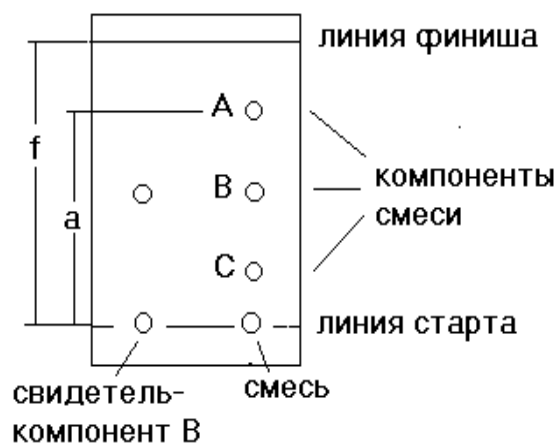 линия финиша
A
f
компоненты
B
смеси
a
C
линия старта
свидетель-
компонент В
смесь